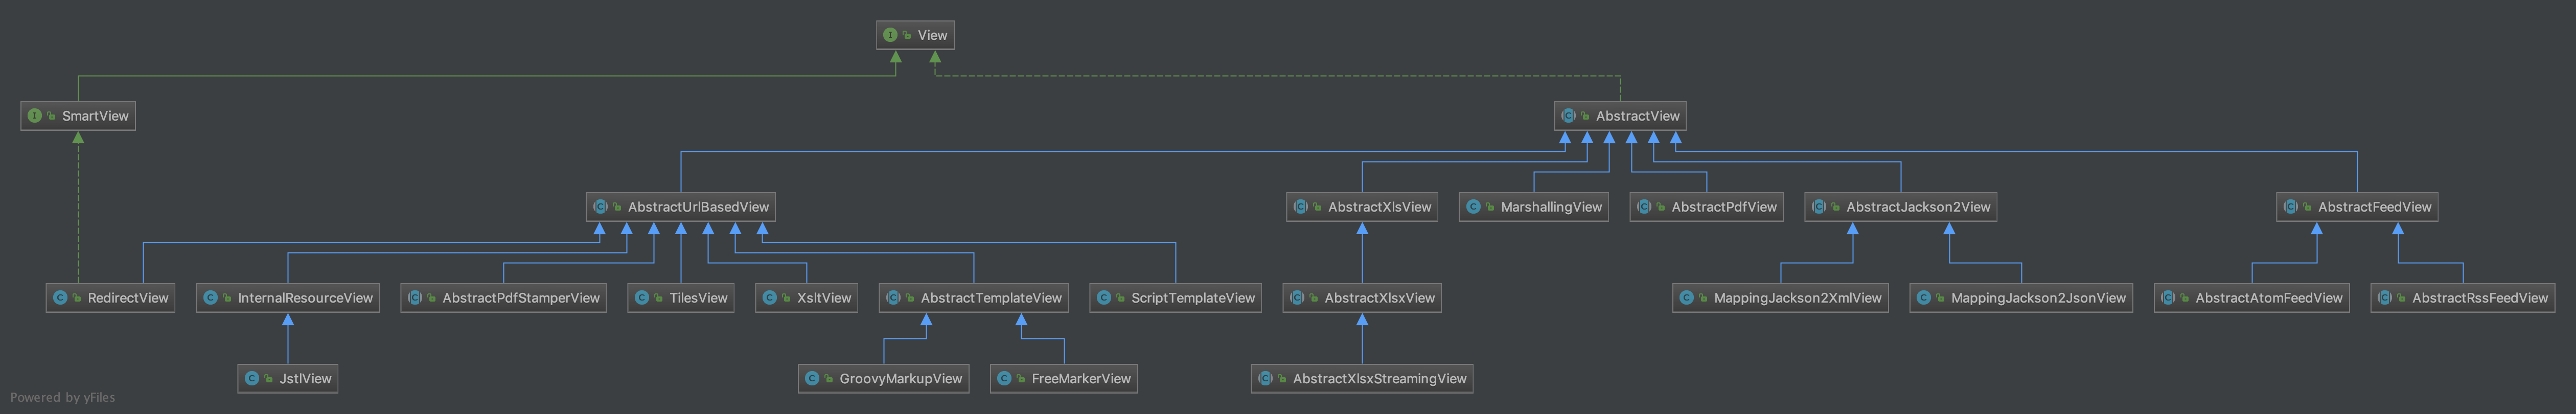 View
SmartView
AbstractView
AbstractUrlBasedView
AbstractXlsView
MarshallingView
AbstractPdfView
AbstractJackson2View
AbstractFeedView
RedirectView
InternalResourceView
AbstractPdfStamperView
TilesView
XsltView
AbstractTemplateView
ScriptTemplateView
AbstractXlsxView
MappingJackson2XmlView
MappingJackson2JsonView
AbstractAtomFeedView
AbstractRssFeedView
JstlView
GroovyMarkupView
FreeMarkerView
AbstractXlsxStreamingView
Powered by yFiles